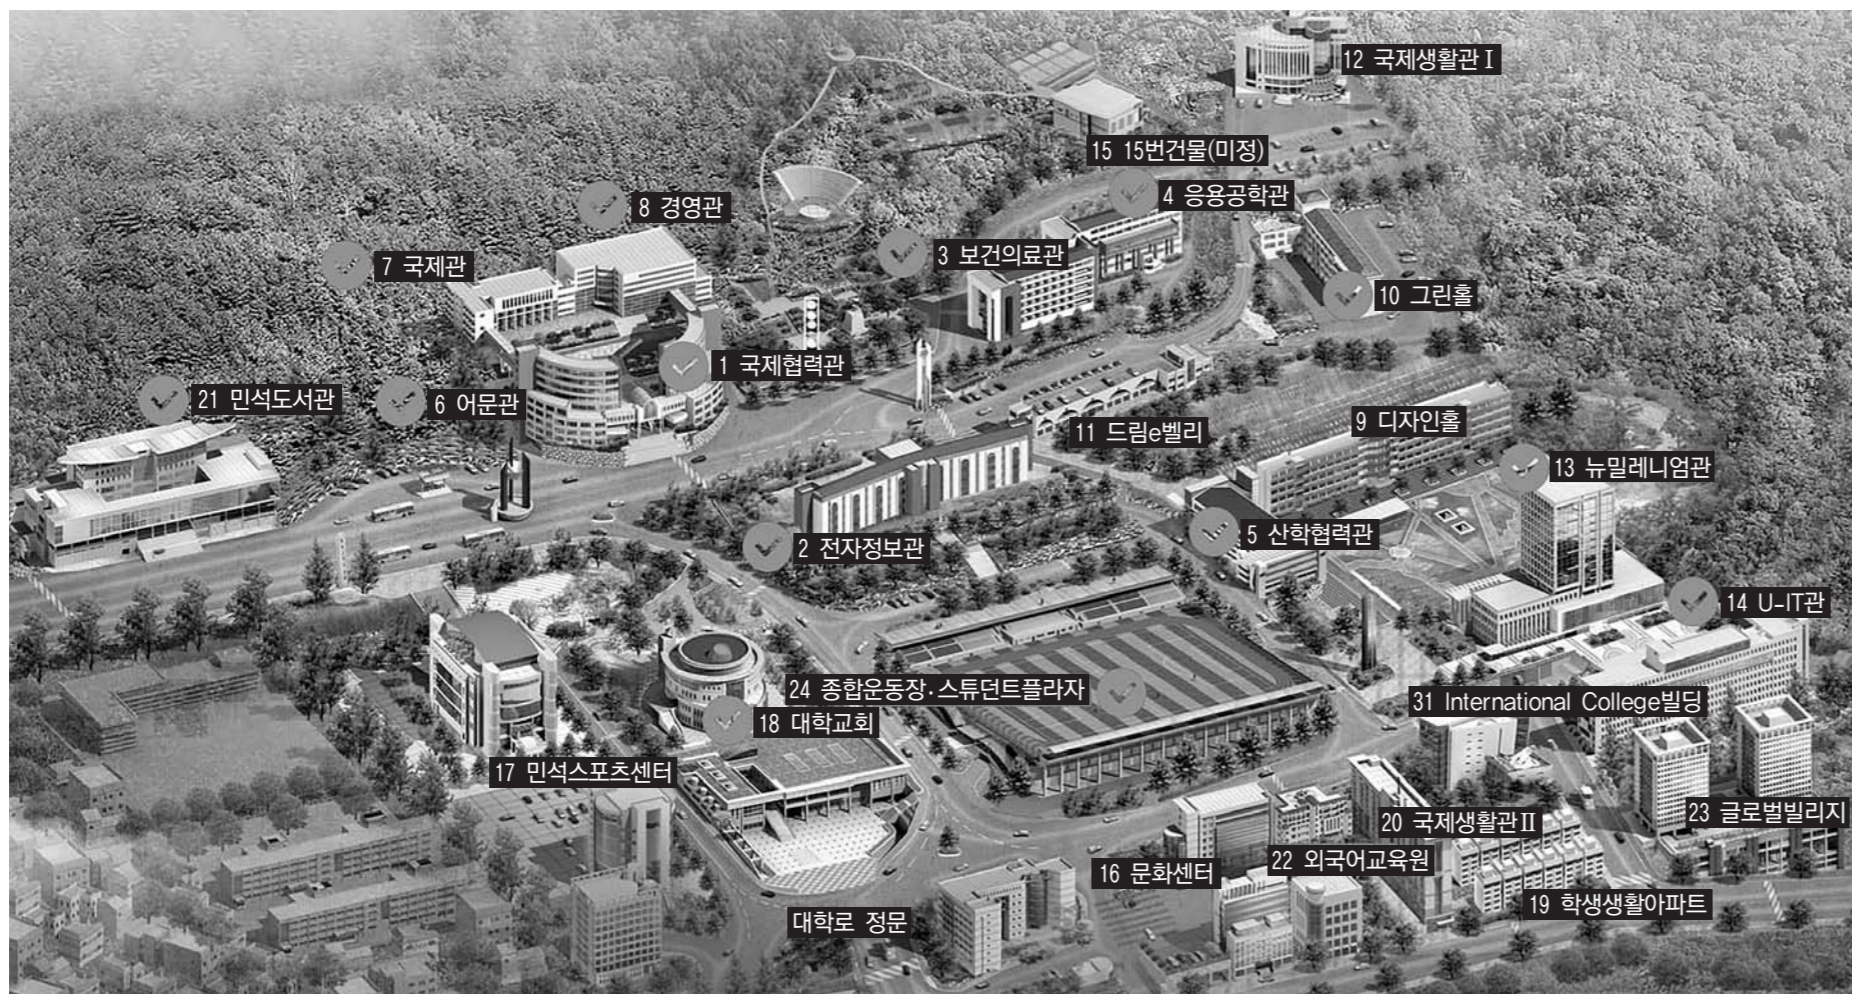 12 국제생활관Ⅰ
15 15번건물(미정)
4 응용공학관
8 경영관
3 보건의료관
7 국제관
10 그린홀
1 국제협력관
21 민석도서관
6 어문관
11 드림e벨리
9 디자인홀
13 뉴밀레니엄관
2 전자정보관
5 산학협력관
14 U-IT관
24 종합운동장·스튜던트플라자
31 International College빌딩
18 대학교회
17 민석스포츠센터
23 글로벌빌리지
20 국제생활관Ⅱ
22 외국어교육원
16 문화센터
19 학생생활아파트
대학로 정문